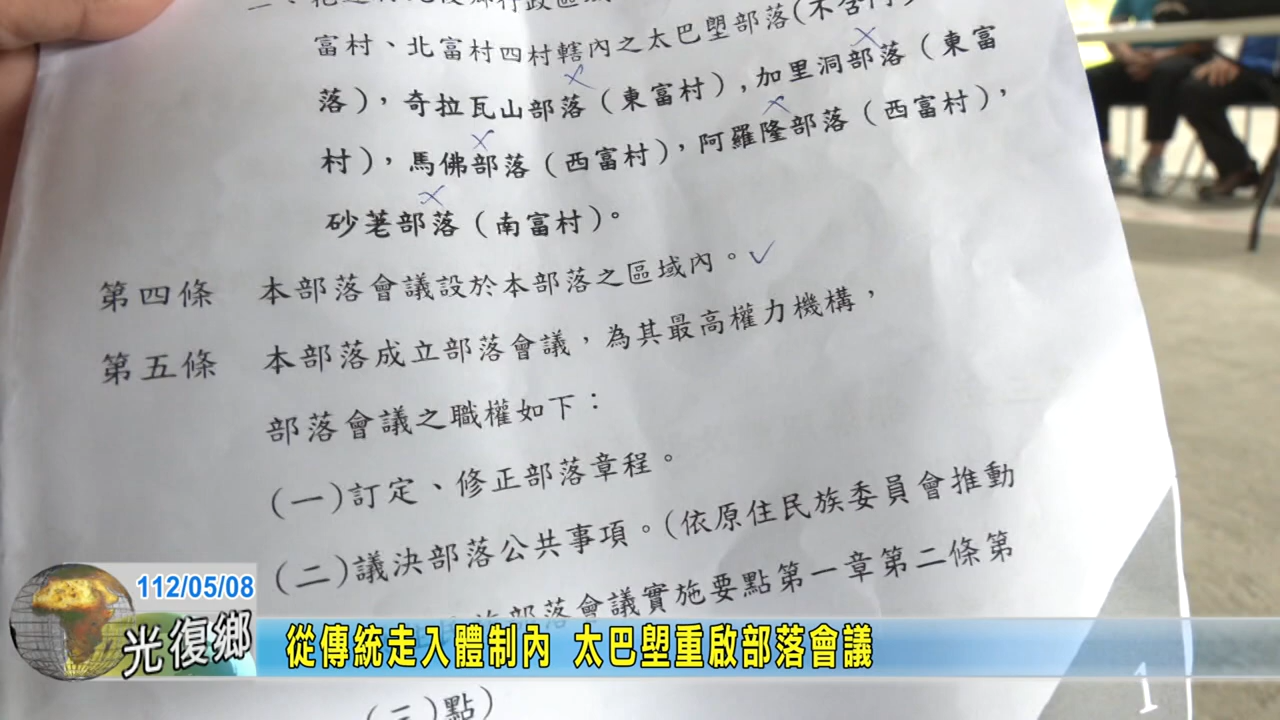 富村、北富村四村轄內之太巴塱部落(不含
落)，奇拉瓦山部落（東富村）,加里洞部落（東富
村），馬佛部落（西富村），阿羅隆部落（西富村），
砂荖部落（南富村）。
第四條 本部落會議設於本部落之區域內。✓
第五條 本部落成立部落會議，為其最高權力機構，
部落會議之職權如下：
(一)訂定、修正部落章程。
(二)議決部落公共事項。(依原住民族委員會推動
部落會議實施要點第一章第二條第
(三)點)
1
112/05/08
光復鄉
從傳統走入體制內 太巴塱重啟部落會議